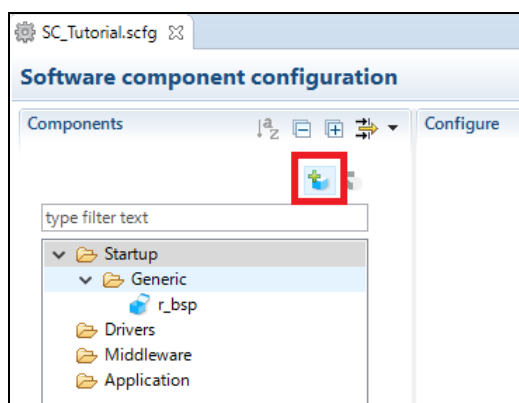 SC_Tutorial.scfg
Software component configuration
Components
Configure
type filter text
Startup
Generic
r_bsp
Drivers
Middleware
Application